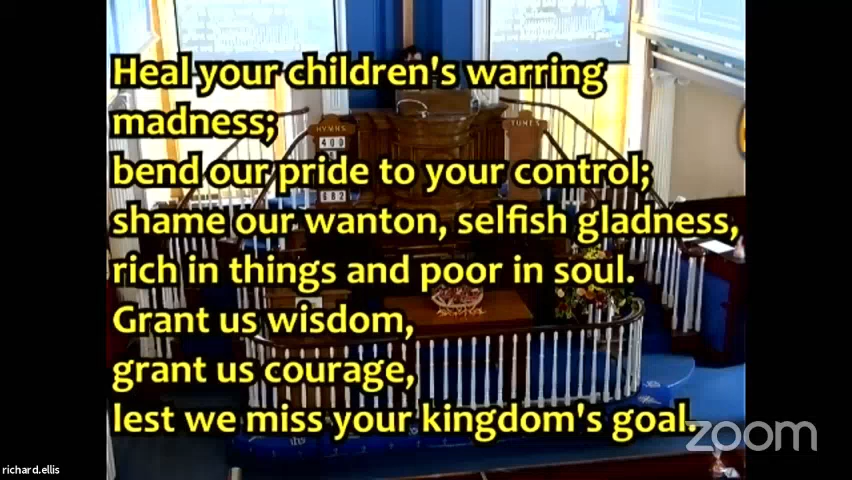 Heal your children's warring
madness;
bend our pride to your control;
shame our wanton, selfish gladness,
rich in things and poor in soul.
Grant us wisdom,
grant us courage,
lest we miss your kingdom's goal.
HYMNS
TUNES
400
682
zoom
richard.ellis